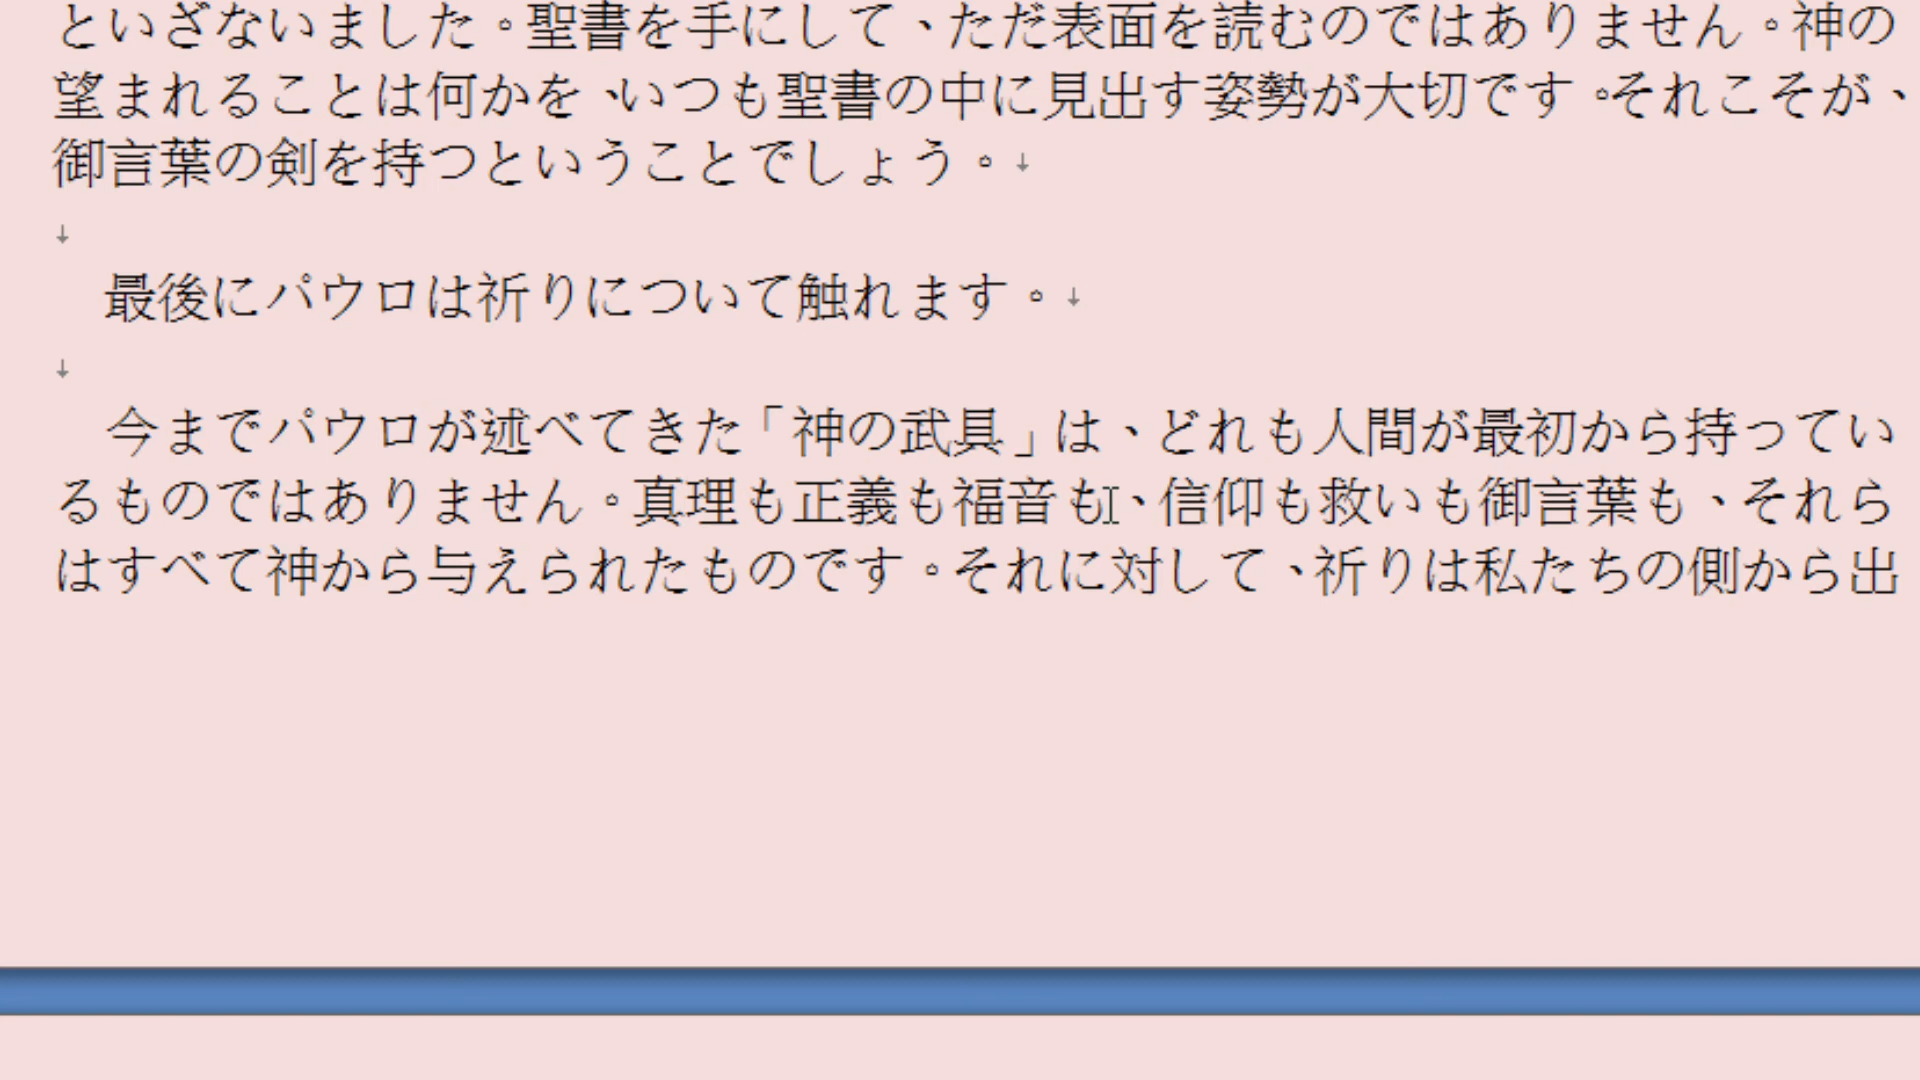 といざないました。聖書を手にして、ただ表面を読むのではありません。神の
望まれることは何かを、いつも聖書の中に見出す姿勢が大切です。それこそが、
御言葉の剣を持つということでしょう。↓
↓
最後にパウロは祈りについて触れます。↓
↓
今までパウロが述べてきた「神の武具」は、どれも人間が最初から持ってい
るものではありません。真理も正義も福音も、信仰も救いも御言葉も、それら
はすべて神から与えられたものです。それに対して、祈りは私たちの側から出